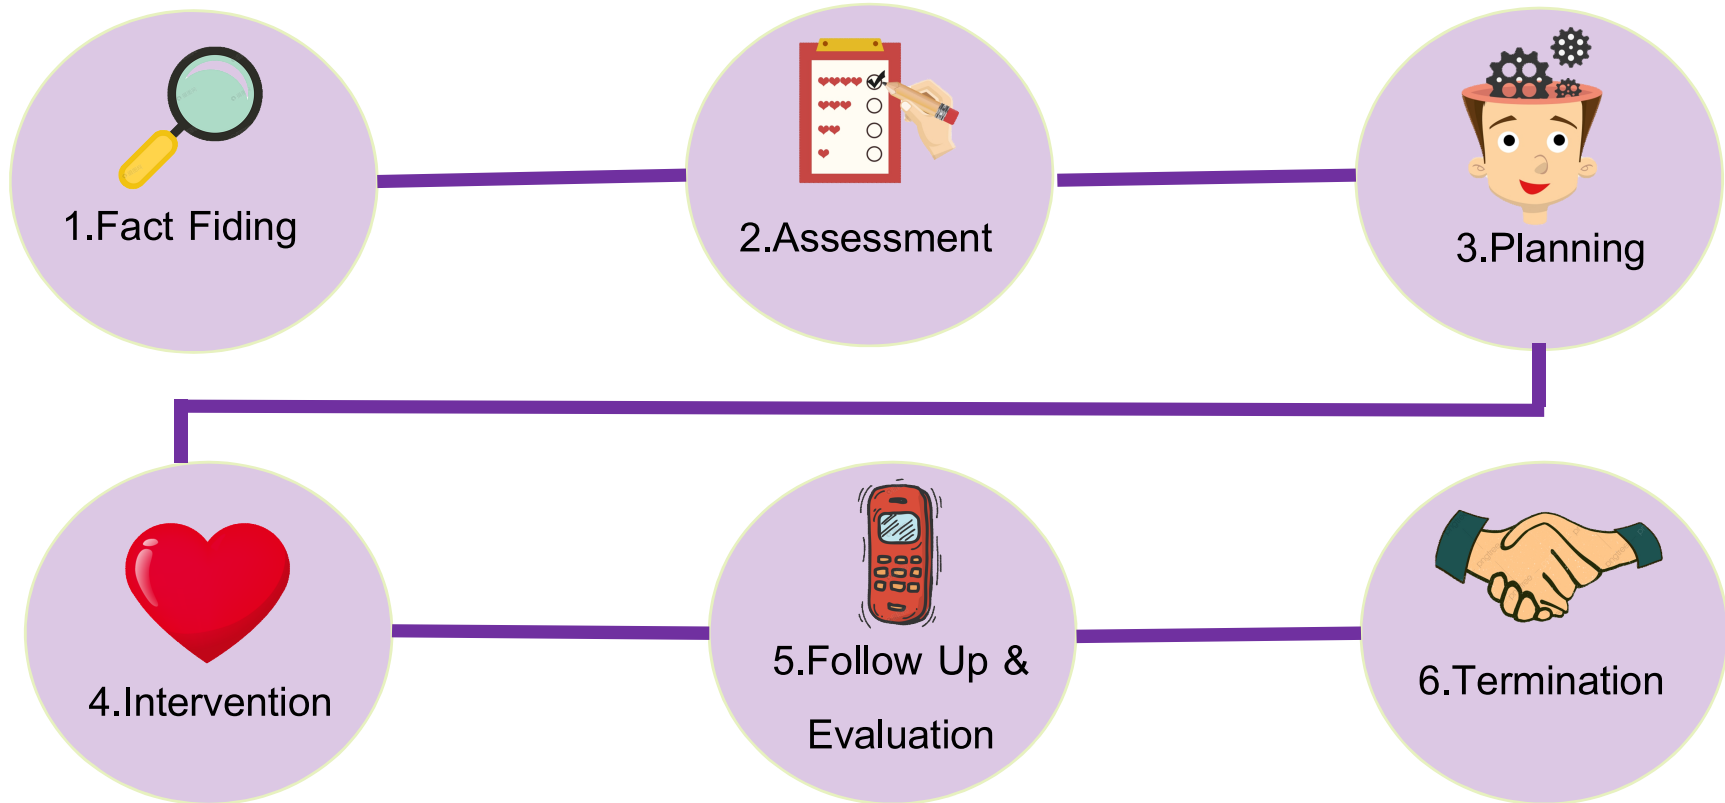 1.Fact Fiding
2.Assessment
3.Planning
4.Intervention
5.Follow Up &
Evaluation
6.Termination